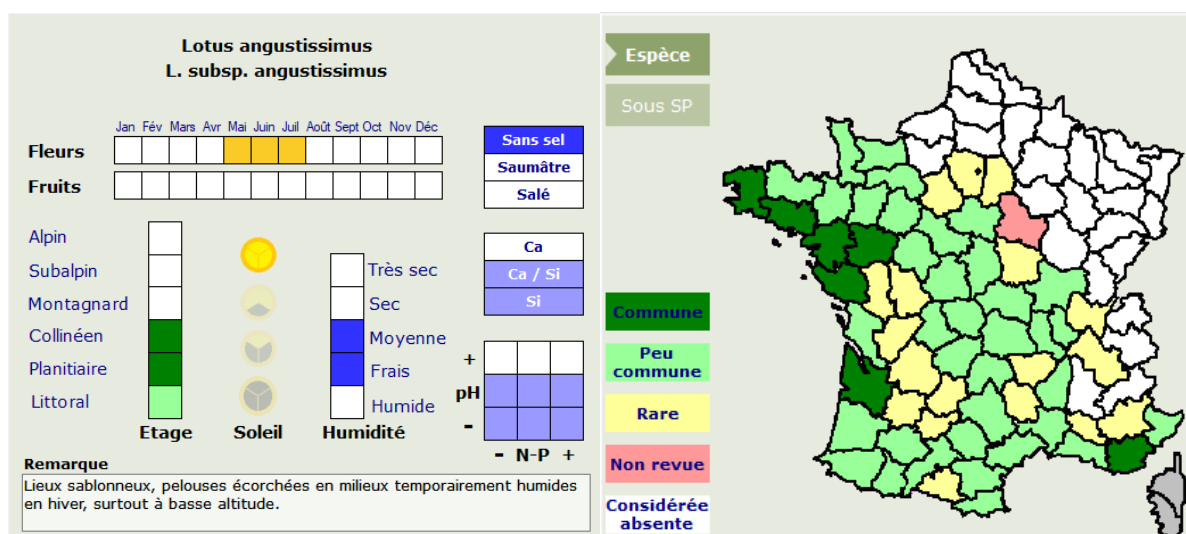 Lotus angustissimus
L. subsp. angustissimus
Jan Fév Mars Avr Mai Juin Juil Août Sept Oct Nov Déc
Fleurs
Fruits
Sans sel
Saumâtre
Salé
Alpin
Subalpin
Montagnard
Collinéen
Planitiaire
Littoral
Etage
Soleil
Très sec
Sec
Moyenne
Frais
Humide
Humidité
Ca
Ca / Si
Si
+
pH
-
- N-P +
Remarque
Lieux sablonneux, pelouses écorchées en milieux temporairement humides
en hiver, surtout à basse altitude.
Espèce
Sous SP
Commune
Peu
commune
Rare
Non revue
Considérée
absente